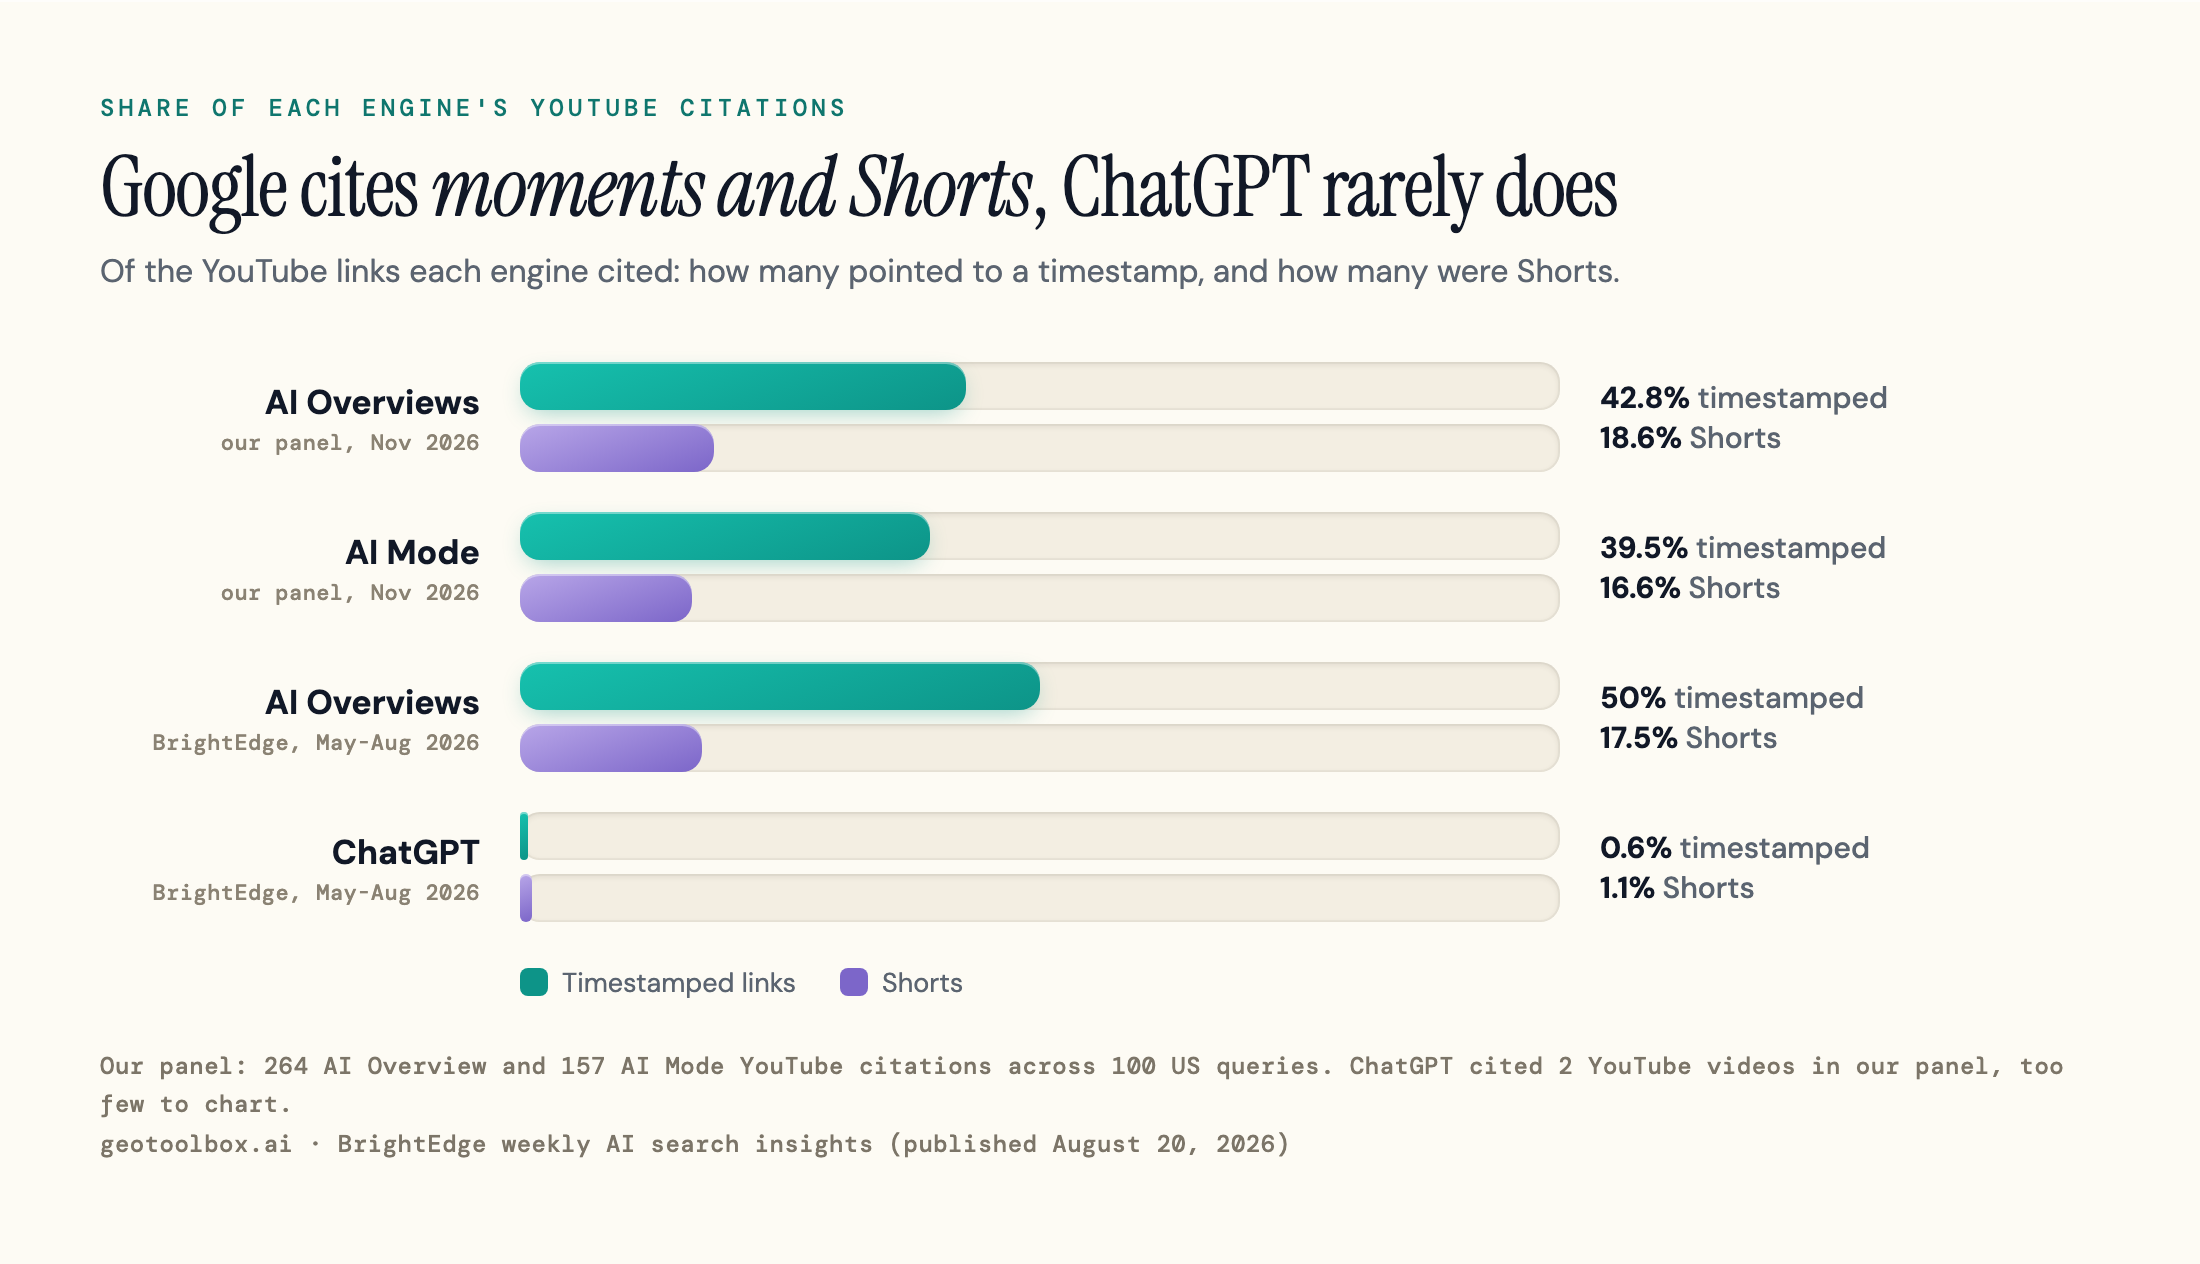 SHARE OF EACH ENGINE'S YOUTUBE CITATIONS
Google cites moments and Shorts, ChatGPT rarely does
Of the YouTube links each engine cited: how many pointed to a timestamp, and how many were Shorts.
AI Overviews
our panel, Nov 2026
42.8% timestamped
18.6% Shorts
AI Mode
our panel, Nov 2026
39.5% timestamped
16.6% Shorts
AI Overviews
BrightEdge, May-Aug 2026
50% timestamped
17.5% Shorts
ChatGPT
BrightEdge, May-Aug 2026
0.6% timestamped
1.1% Shorts
Timestamped links
Shorts
Our panel: 264 AI Overview and 157 AI Mode YouTube citations across 100 US queries. ChatGPT cited 2 YouTube videos in our panel, too
few to chart.
geotoolbox.ai · BrightEdge weekly AI search insights (published August 20, 2026)